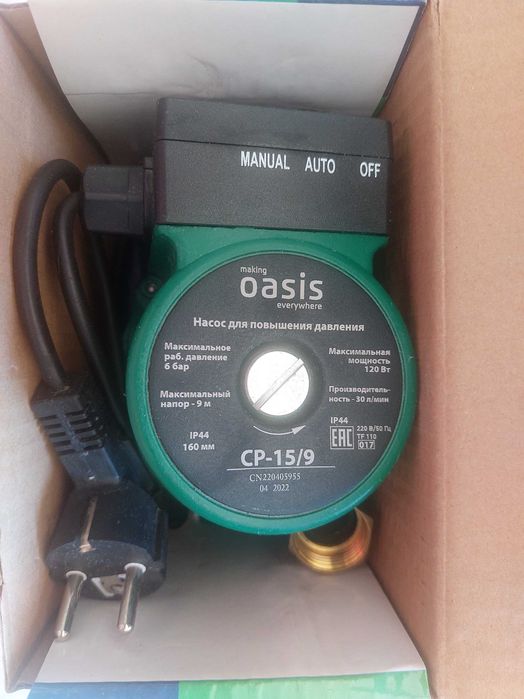 MANUAL AUTO OFF
making
oasis
everywhere
Насос для повышения давления
Максимальное
раб. давление
6 бар
Максимальная
мощность
120 Вт
Максимальный
напор - 9 м
Производитель-
ность - 30 л/мин
IP44
160 мм
IP44
EAC
220 В/50 Гц
TF 110
017
CP-15/9
CN220405955
04 2022